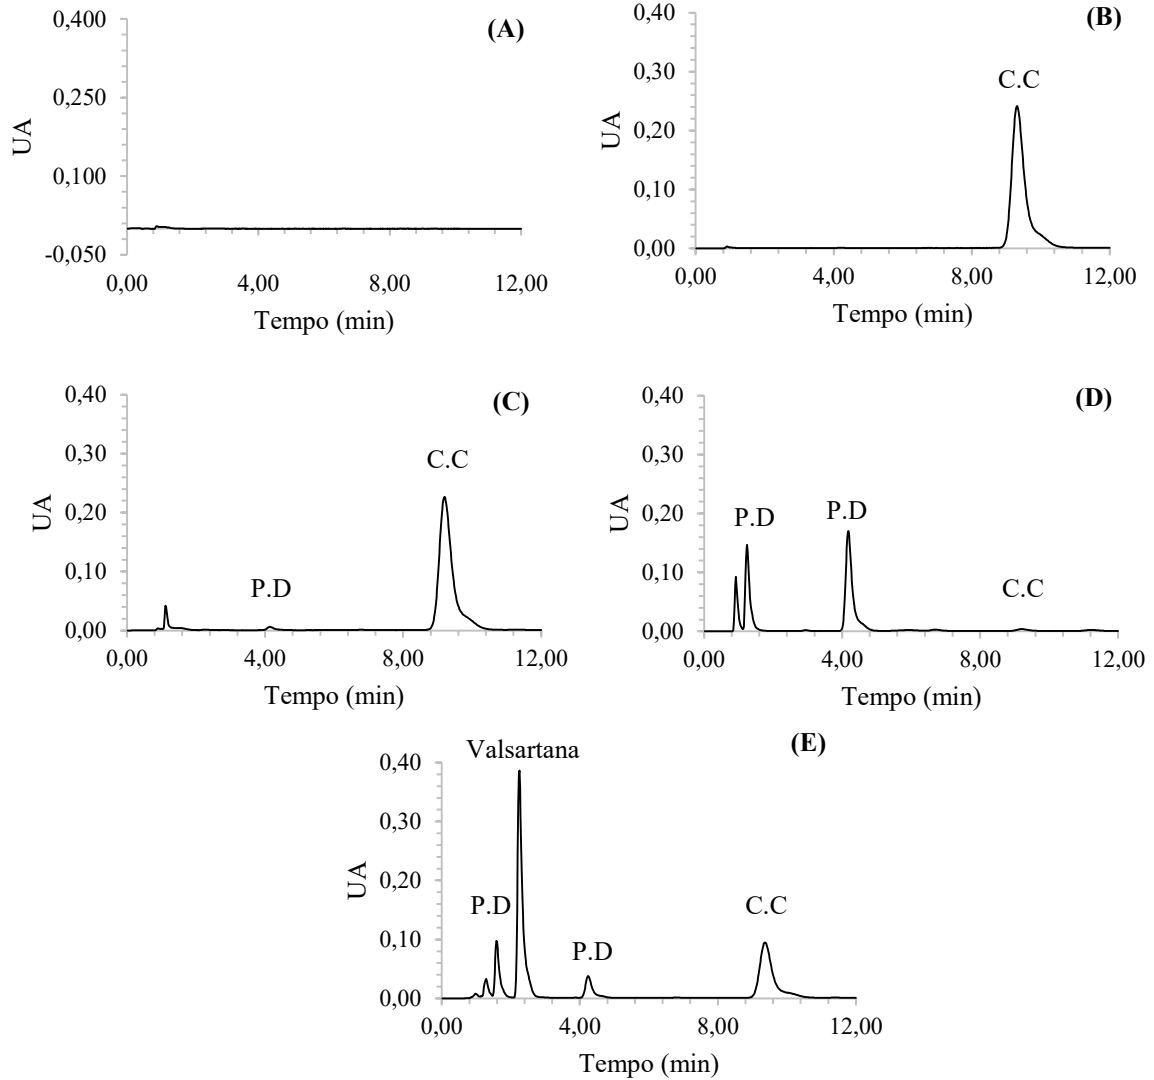 (A)
0,400
0,250
0,100
-0,050
UA
0,00 4,00 8,00 12,00
Tempo (min)
(B)
0,40
0,30
0,20
0,10
0,00
UA
C.C
0,00 4,00 8,00 12,00
Tempo (min)
(C)
0,40
0,30
0,20
0,10
0,00
UA
C.C
P.D
0,00 4,00 8,00 12,00
Tempo (min)
(D)
0,40
0,30
0,20
0,10
0,00
UA
P.D P.D
C.C
0,00 4,00 8,00 12,00
Tempo (min)
(E)
Valsartana
0,40
0,30
0,20
0,10
0,00
UA
P.D C.C
P.D
0,00 4,00 8,00 12,00
Tempo (min)